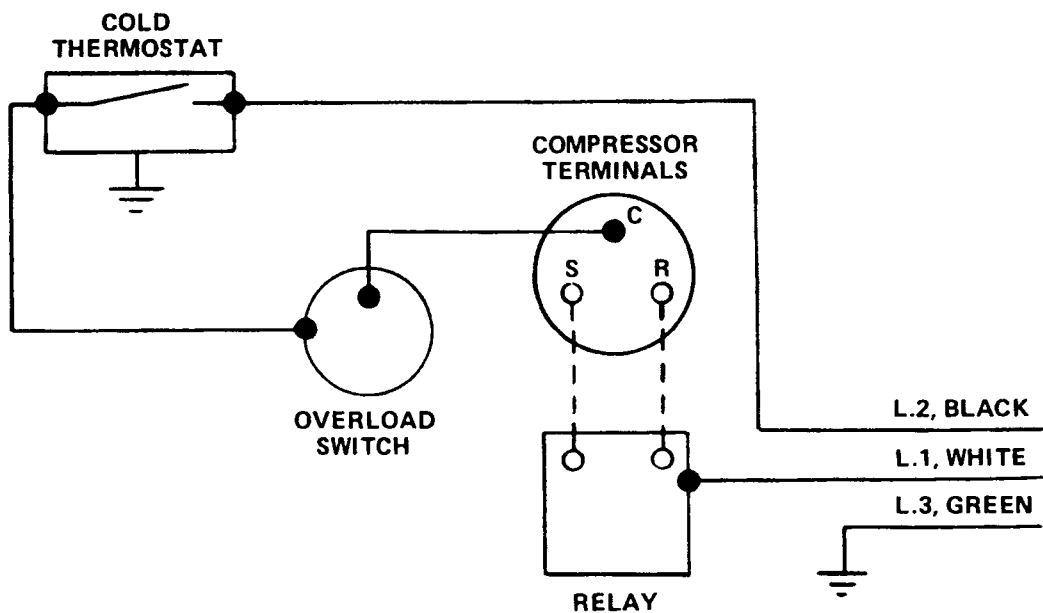 COLD
THERMOSTAT
COMPRESSOR
TERMINALS
C
S R
OVERLOAD
SWITCH
L.2, BLACK
L.1, WHITE
L.3, GREEN
RELAY